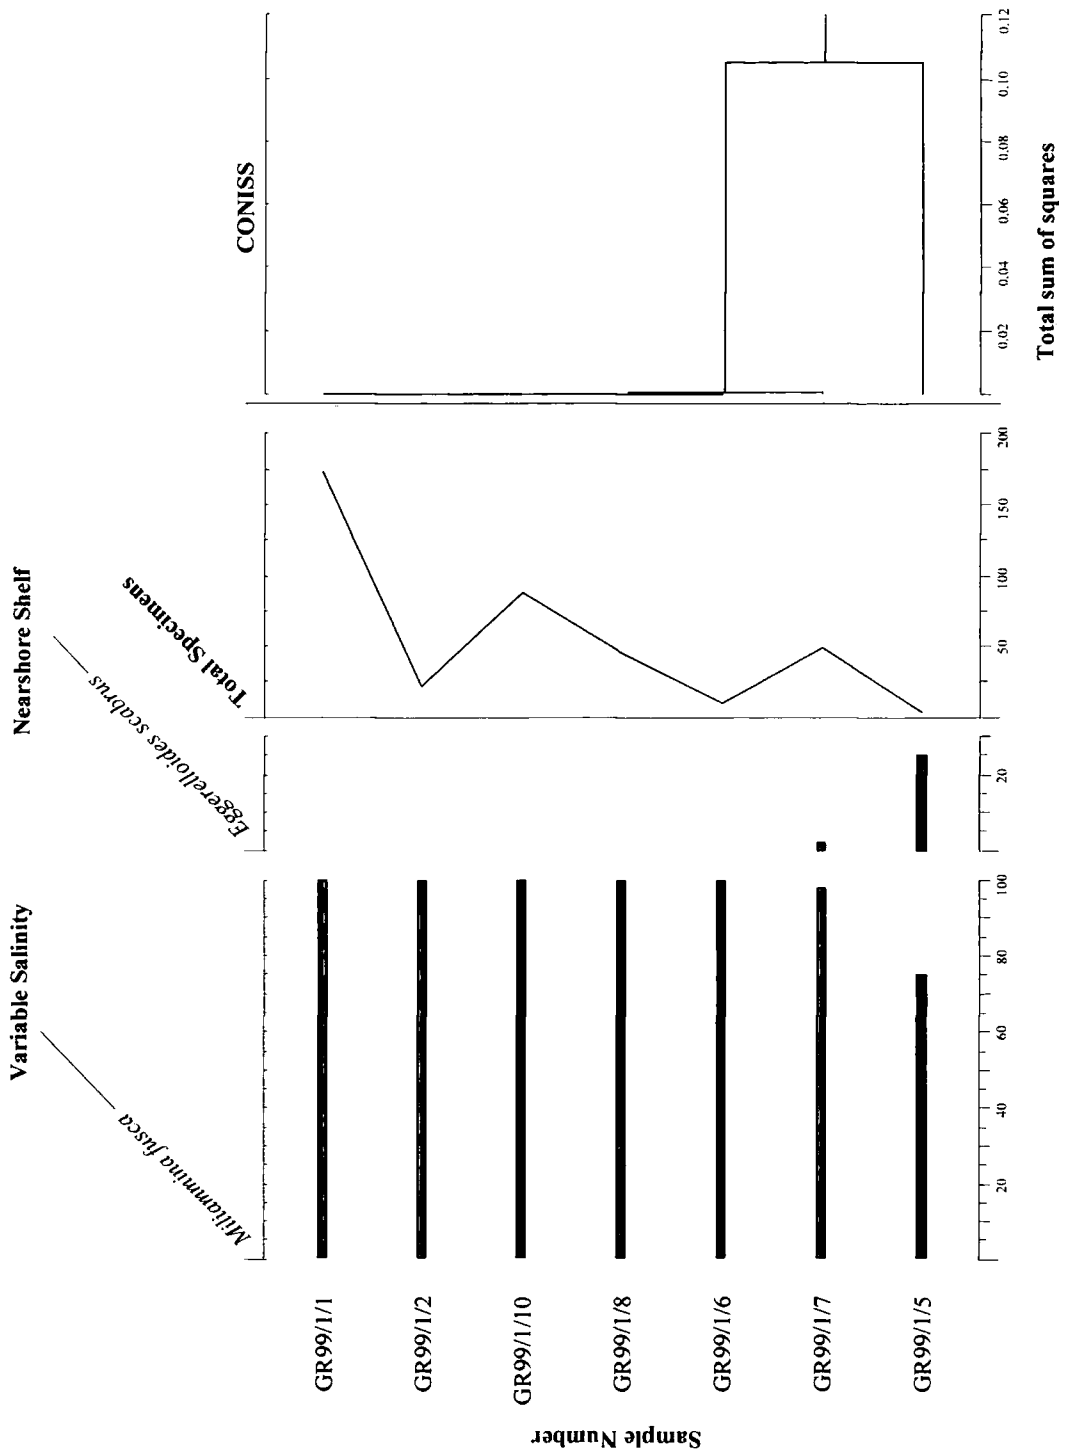 Variable Salinity
Nearshore Shelf
Miliammina fusca
Eggerelloides scabrus
Total Specimens
CONISS
GR99/1/1
GR99/1/2
GR99/1/10
GR99/1/8
GR99/1/6
GR99/1/7
GR99/1/5
Sample Number
20
40
60
80
100
20
50
100
150
200
0.02
0.04
0.06
0.08
0.10
0.12
Total sum of squares